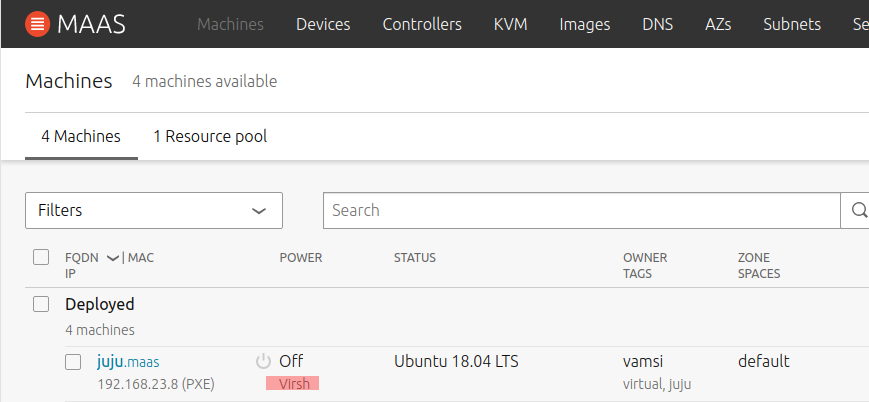 MAAS Machines Devices Controllers KVM Images DNS AZs Subnets Se
Machines 4 machines available
4 Machines 1 Resource pool
Filters Search
FQDN | MAC POWER STATUS OWNER ZONE
IP TAGS SPACES
Deployed
4 machines
juju.maas Off Ubuntu 18.04 LTS vamsi default
192.168.23.8 (PXE) Virsh virtual, juju